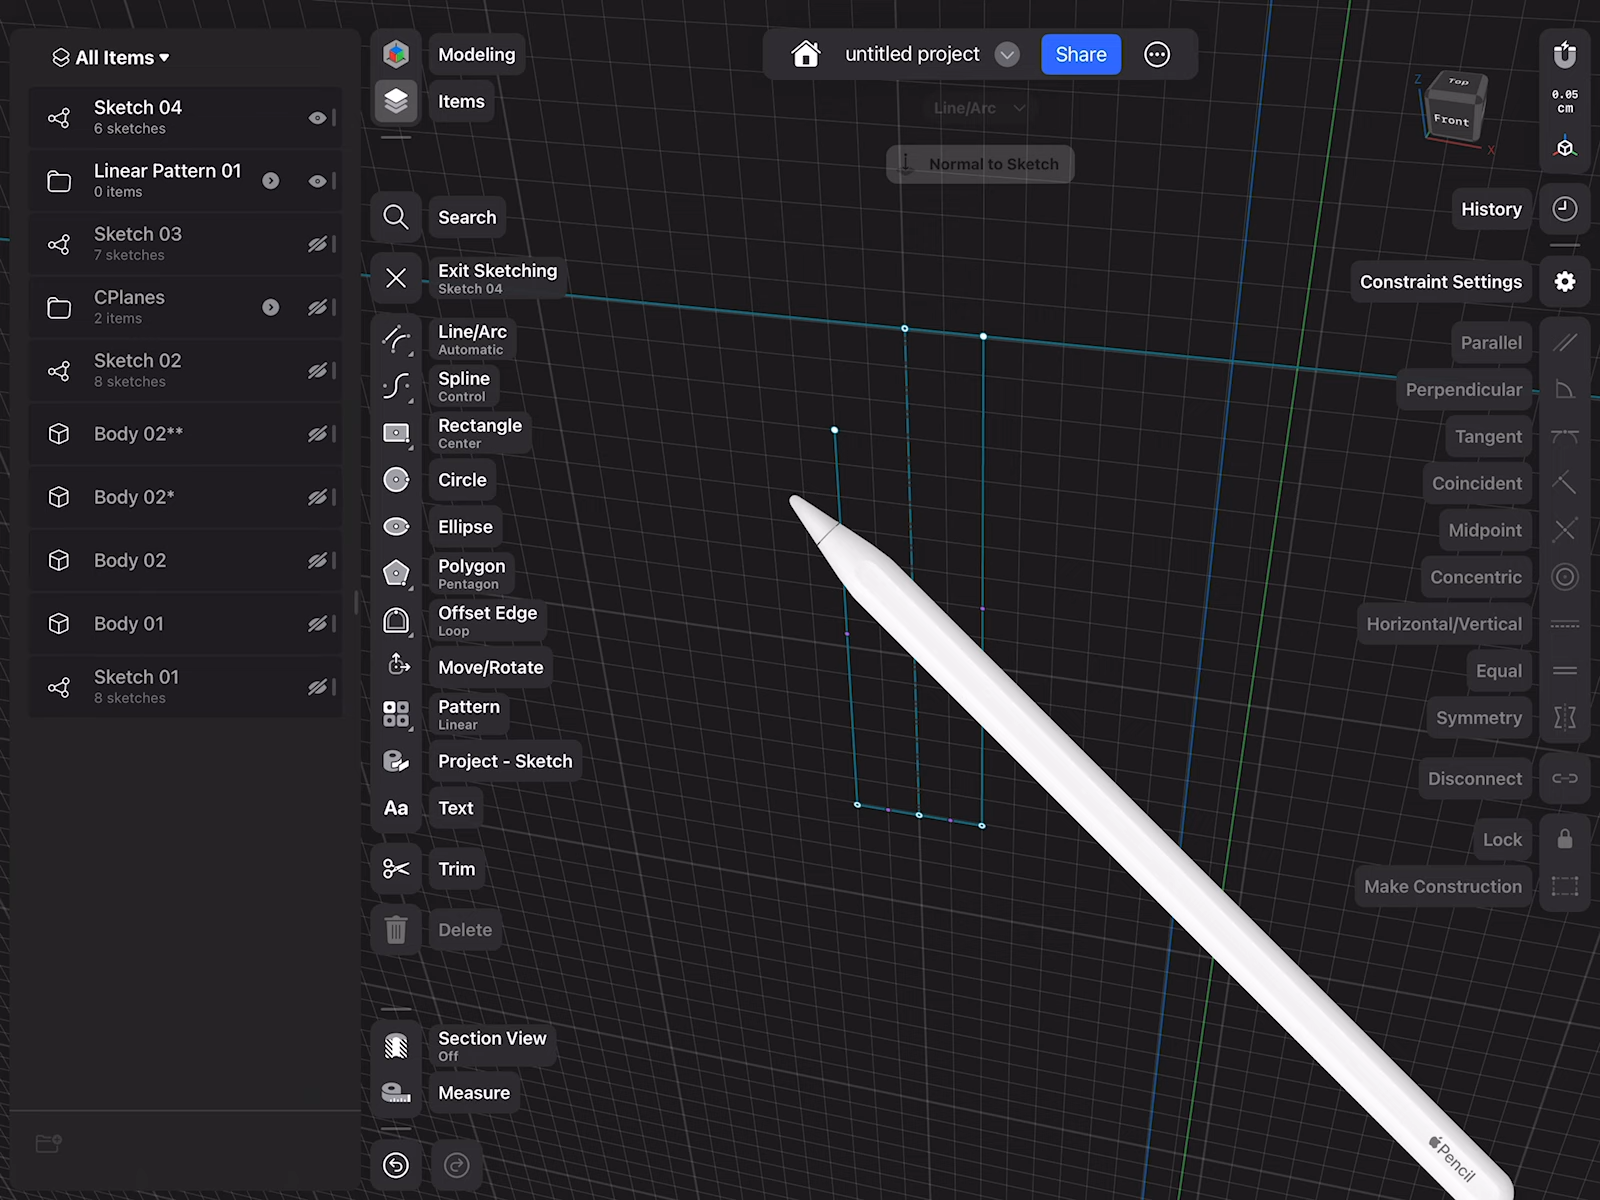 All Items
Sketch 04
6 sketches
Linear Pattern 01
0 items
Sketch 03
7 sketches
CPlanes
2 items
Sketch 02
8 sketches
Body 02**
Body 02*
Body 02
Body 01
Sketch 01
8 sketches
Modeling
Items
Search
Exit Sketching
Sketch 04
Line/Arc
Automatic
Spline
Control
Rectangle
Center
Circle
Ellipse
Polygon
Pentagon
Offset Edge
Loop
Move/Rotate
Pattern
Linear
Project - Sketch
Aa Text
Trim
Delete
Section View
Off
Measure
untitled project
Share
Line/Arc
Normal to Sketch
Z
Top
Front
X
0.05
cm
History
Constraint Settings
Parallel
Perpendicular
Tangent
Coincident
Midpoint
Concentric
Horizontal/Vertical
Equal
Symmetry
Disconnect
Lock
Make Construction
Pencil